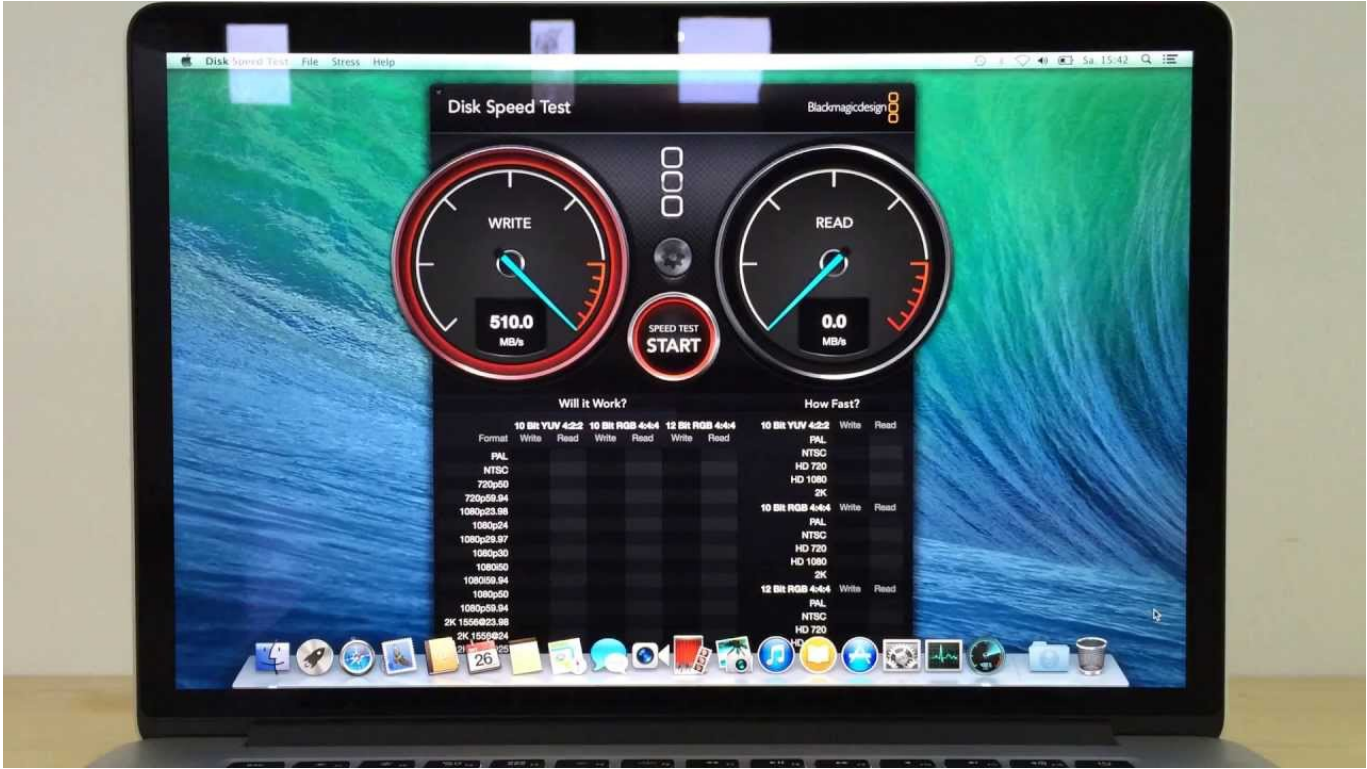 Disk Speed Test File Stress Help
Sa. 15:42
Disk Speed Test
Blackmagicdesign
WRITE
510.0
MB/s
SPEED TEST
START
READ
0.0
MB/s
Will it Work?
10 Bit YUV 4:2:2 10 Bit RGB 4:4:4 12 Bit RGB 4:4:4
Format Write Read Write Read Write Read
PAL
NTSC
720p50
720p59.94
1080p23.98
1080p24
1080p29.97
1080p30
1080i50
1080i59.94
1080p50
1080p59.94
2K 1556@23.98
2K 1556@24
How Fast?
10 Bit YUV 4:2:2 Write Read
PAL
NTSC
HD 720
HD 1080
2K
10 Bit RGB 4:4:4 Write Read
PAL
NTSC
HD 720
HD 1080
2K
12 Bit RGB 4:4:4 Write Read
PAL
NTSC
HD 720
26